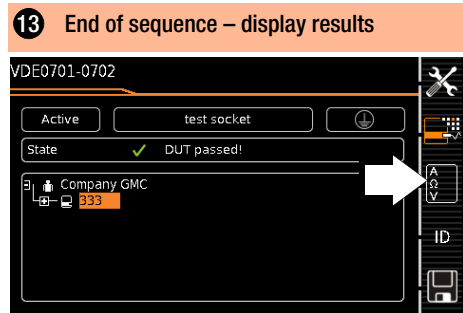 13 End of sequence – display results
VDE0701-0702
Active test socket
State ✓ DUT passed!
Company GMC
333
A
Ω
V
ID